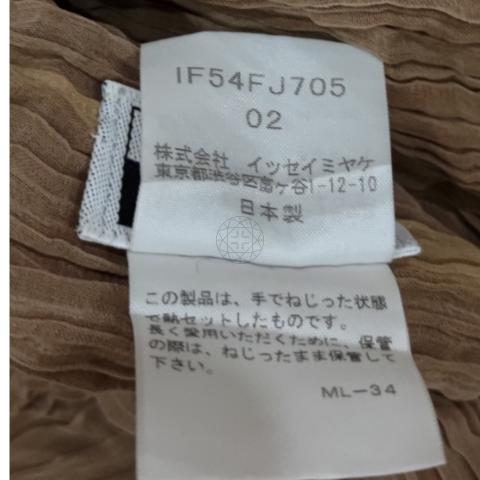 IF54FJ705
02
株式会社 イッセイミヤケ
東京都渋谷区富ヶ谷1-12-10
日本製
この製品は、手でねじった状態
で熱セットしたものです。
長く愛用いただくために、保管
の際は、ねじったまま保管して
下さい。
ML-34